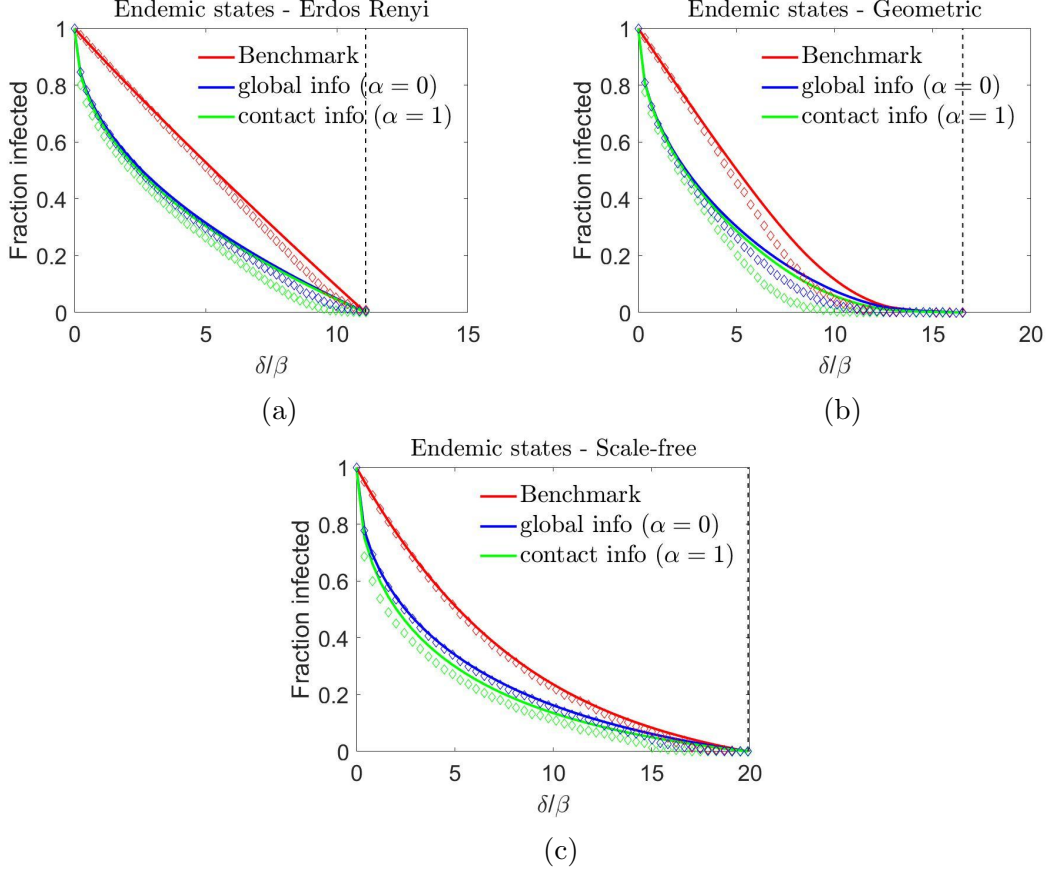 Endemic states - Erdos Renyi
1
0.8
0.6
0.4
0.2
0
Fraction infected
Benchmark
global info (α = 0)
contact info (α = 1)
0 5 10 15
δ/β
(a)
Endemic states - Geometric
1
0.8
0.6
0.4
0.2
0
Fraction infected
Benchmark
global info (α = 0)
contact info (α = 1)
0 5 10 15 20
δ/β
(b)
Endemic states - Scale-free
1
0.8
0.6
0.4
0.2
0
Fraction infected
Benchmark
global info (α = 0)
contact info (α = 1)
0 5 10 15 20
δ/β
(c)